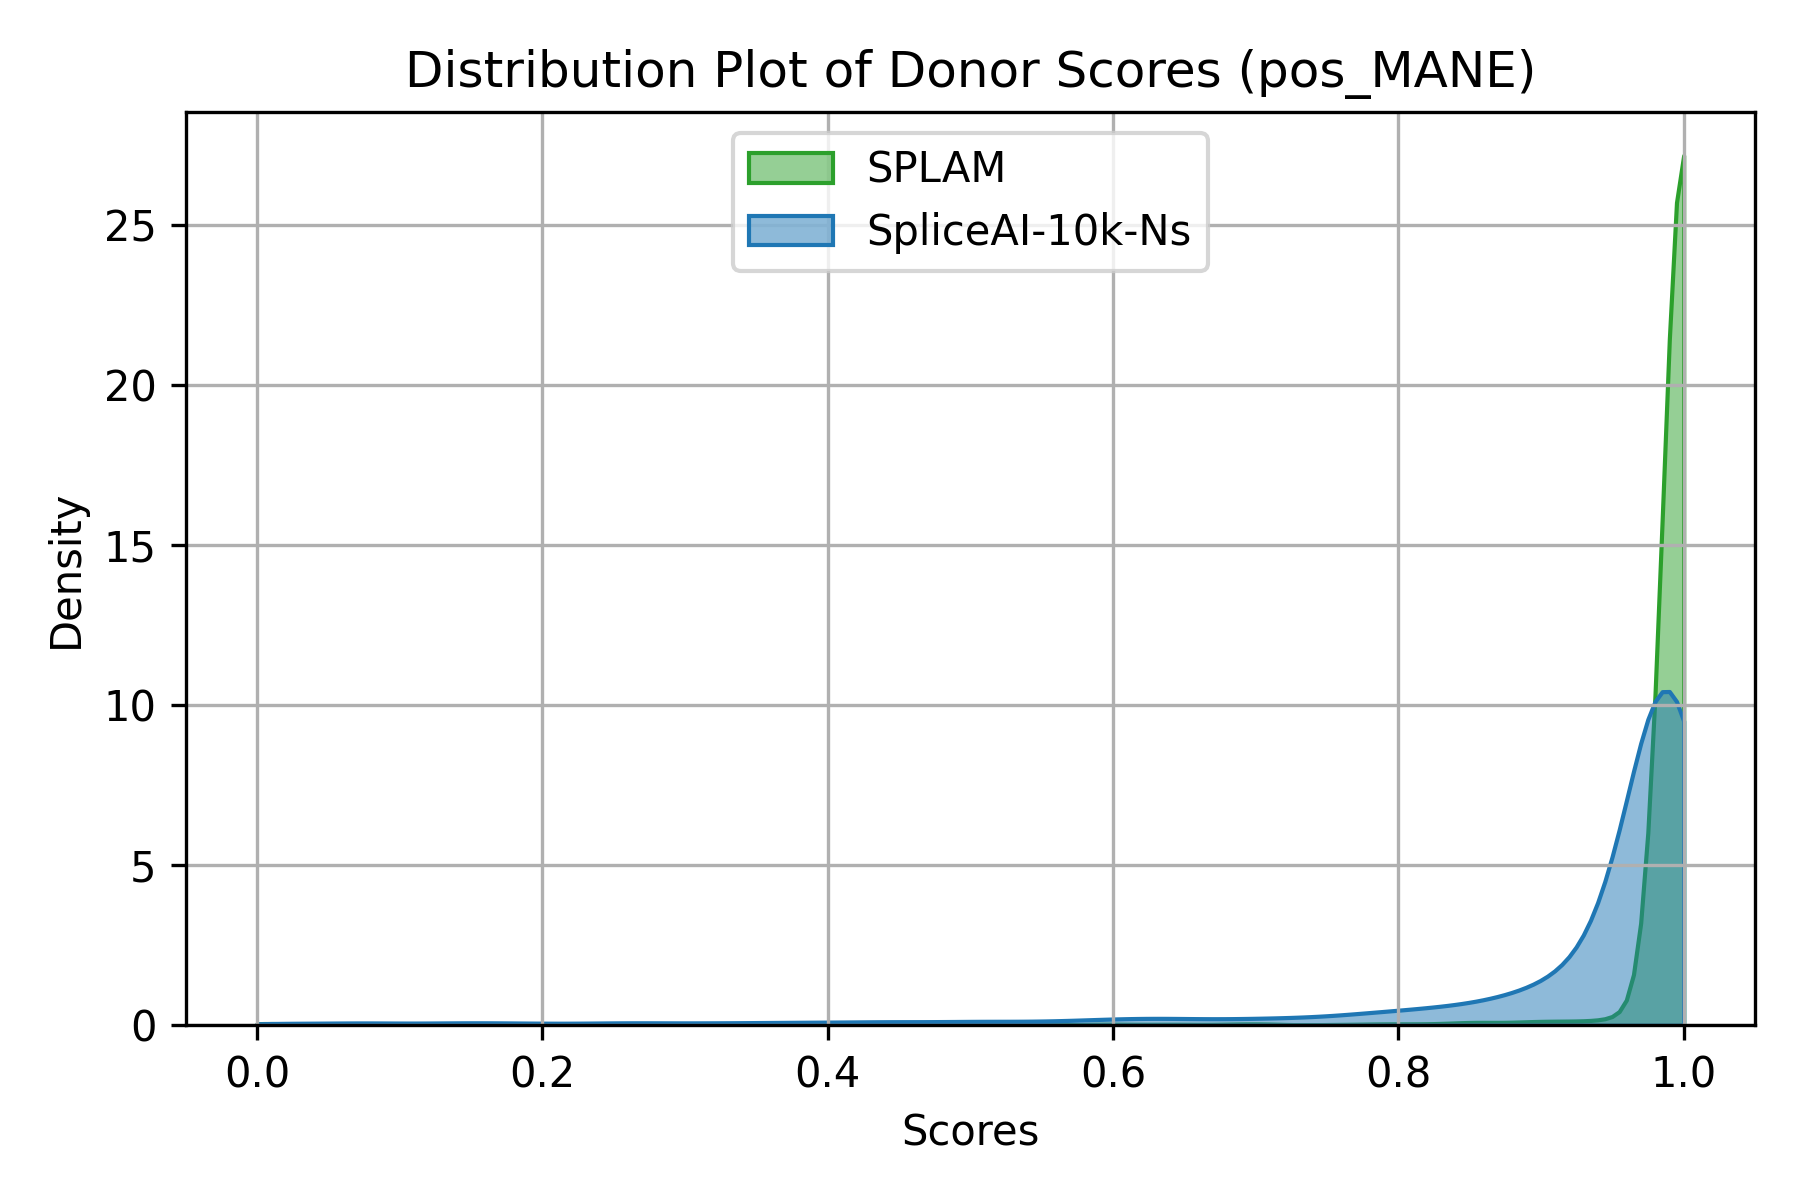 Distribution Plot of Donor Scores (pos_MANE)
SPLAM
SpliceAI-10k-Ns
Density
25
20
15
10
5
0
0.0 0.2 0.4 0.6 0.8 1.0
Scores